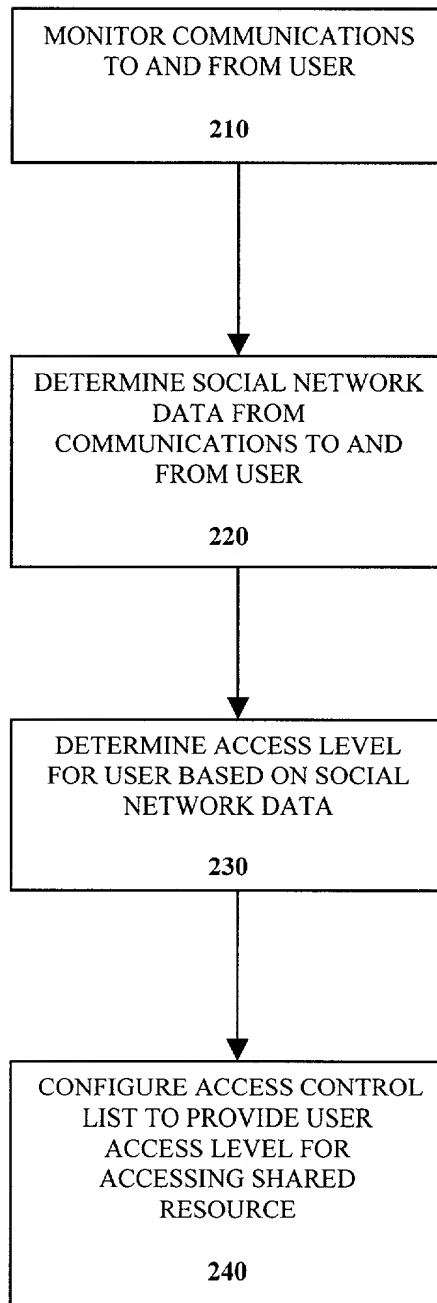 MONITOR COMMUNICATIONS
TO AND FROM USER
210
DETERMINE SOCIAL NETWORK
DATA FROM
COMMUNICATIONS TO AND
FROM USER
220
DETERMINE ACCESS LEVEL
FOR USER BASED ON SOCIAL
NETWORK DATA
230
CONFIGURE ACCESS CONTROL
LIST TO PROVIDE USER
ACCESS LEVEL FOR
ACCESSING SHARED
RESOURCE
240